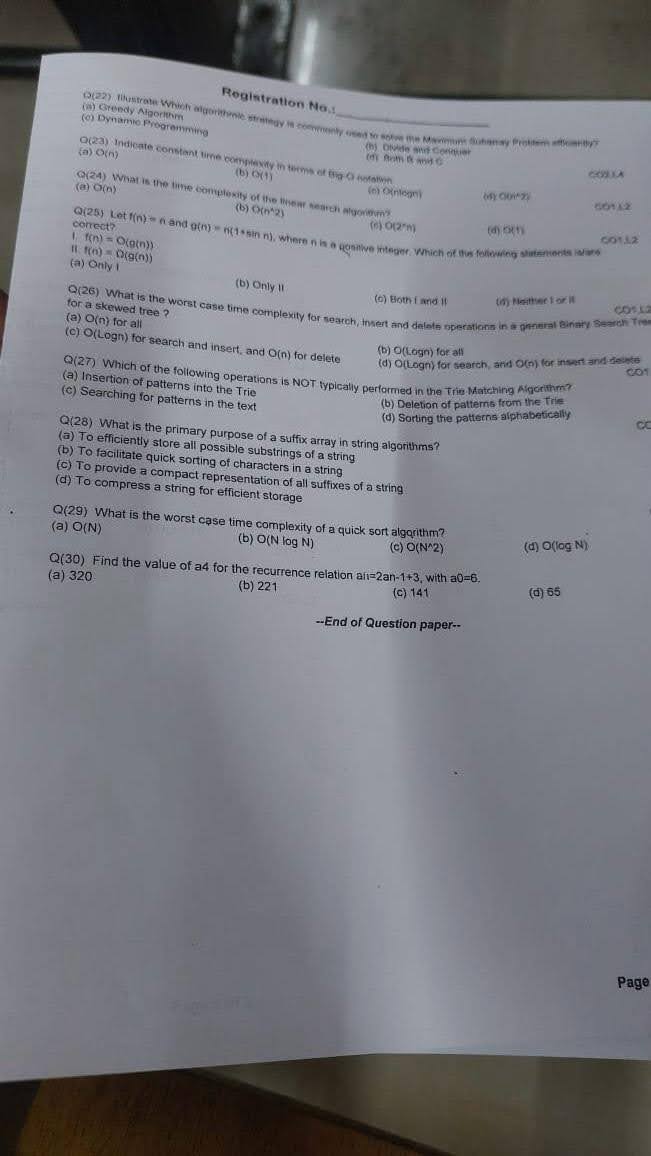 Registration No.:
Q(22) Illustrate Which algorithmic strategy is commonly used to solve the Maximum Subarray Problem efficiently?
(a) Greedy Algorithm
(b) Divide and Conquer
(c) Dynamic Programming
(d) Both B and C
Q(23) Indicate constant time complexity in terms of Big-O notation
(a) O(n)
(b) O(1)
(c) O(nlogn)
(d) O(n^2)
Q(24) What is the time complexity of the linear search algorithm?
CO1 L2
(a) O(n)
(b) O(n^2)
(c) O(2^n)
(d) O(1)
Q(25) Let f(n) = n and g(n) = n(1+sin n), where n is a positive integer. Which of the following statements is/are
CO1 L2
correct?
I. f(n) = O(g(n))
II. f(n) = Ω(g(n))
(a) Only I
(b) Only II
(c) Both I and II
(d) Neither I or II
CO1 L2
Q(26) What is the worst case time complexity for search, insert and delete operations in a general Binary Search Tree
for a skewed tree ?
(a) O(n) for all
(b) O(Logn) for all
(c) O(Logn) for search and insert, and O(n) for delete
(d) O(Logn) for search, and O(n) for insert and delete
CO1
Q(27) Which of the following operations is NOT typically performed in the Trie Matching Algorithm?
(a) Insertion of patterns into the Trie
(b) Deletion of patterns from the Trie
(c) Searching for patterns in the text
(d) Sorting the patterns alphabetically
CO
Q(28) What is the primary purpose of a suffix array in string algorithms?
(a) To efficiently store all possible substrings of a string
(b) To facilitate quick sorting of characters in a string
(c) To provide a compact representation of all suffixes of a string
(d) To compress a string for efficient storage
Q(29) What is the worst case time complexity of a quick sort algorithm?
(a) O(N)
(b) O(N log N)
(c) O(N^2)
(d) O(log N)
Q(30) Find the value of a4 for the recurrence relation an=2an-1+3, with a0=6.
(a) 320
(b) 221
(c) 141
(d) 65
--End of Question paper--
Page